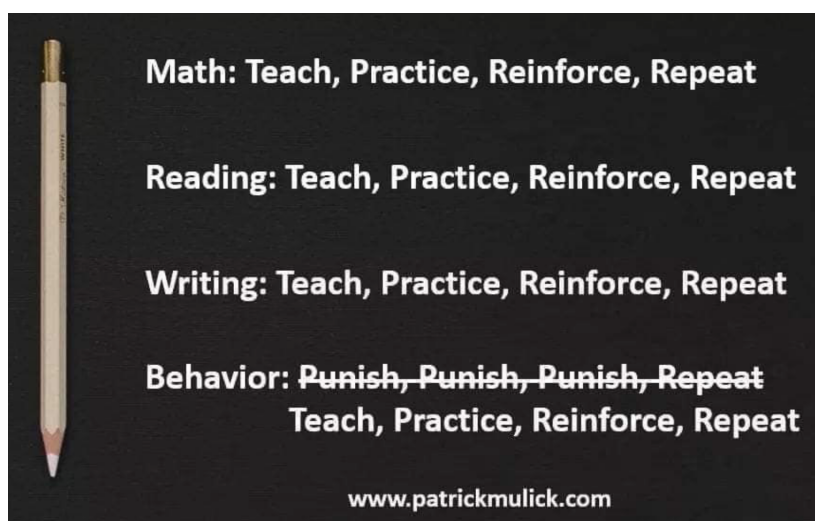 Math: Teach, Practice, Reinforce, Repeat
Reading: Teach, Practice, Reinforce, Repeat
Writing: Teach, Practice, Reinforce, Repeat
Behavior: Punish, Punish, Punish, Repeat
Teach, Practice, Reinforce, Repeat
www.patrickmulick.com